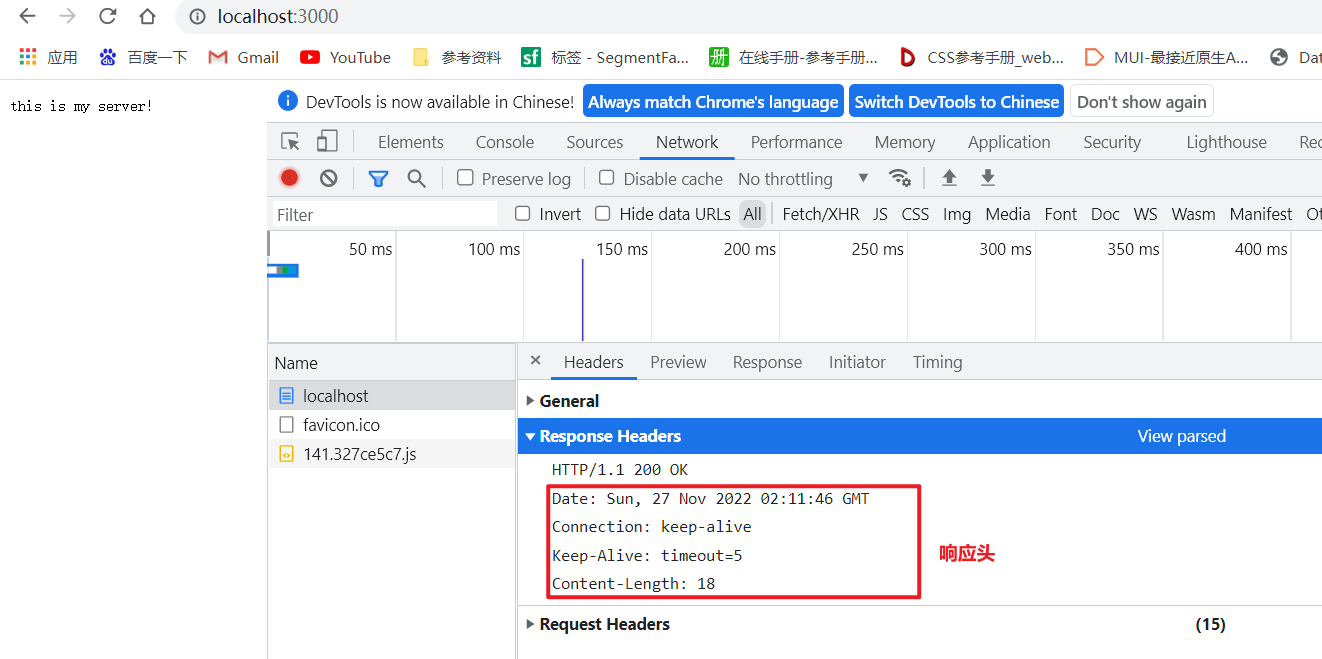 localhost:3000
应用 百度一下 Gmail YouTube 参考资料 sf 标签 - SegmentFa... 册 在线手册-参考手册... CSS参考手册_web... MUI-最接近原生A... Dat
this is my server!
DevTools is now available in Chinese! Always match Chrome's language Switch DevTools to Chinese Don't show again
Elements Console Sources Network Performance Memory Application Security Lighthouse Rec
Preserve log Disable cache No throttling
Filter Invert Hide data URLs All Fetch/XHR JS CSS Img Media Font Doc WS Wasm Manifest Ot
50 ms 100 ms 150 ms 200 ms 250 ms 300 ms 350 ms 400 ms
Name
localhost
favicon.ico
141.327ce5c7.js
× Headers Preview Response Initiator Timing
General
Response Headers View parsed
HTTP/1.1 200 OK
Date: Sun, 27 Nov 2022 02:11:46 GMT
Connection: keep-alive
Keep-Alive: timeout=5
Content-Length: 18
响应头
Request Headers (15)